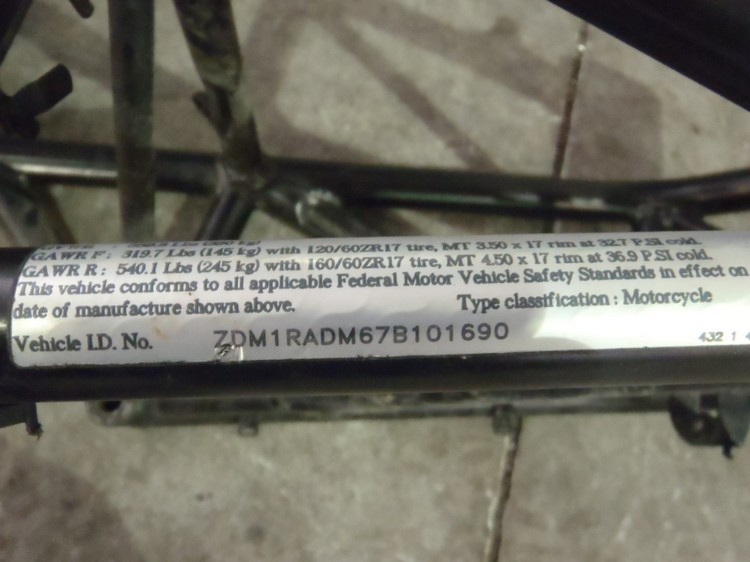 GAWR F: 319.7 Lbs (145 kg) with 120/60ZR17 tire, MT 3.50 x 17 rim at 32.7 P.S.I. cold.
GAWR R: 540.1 Lbs (245 kg) with 160/60ZR17 tire, MT 4.50 x 17 rim at 36.9 P.S.I. cold.
This vehicle conforms to all applicable Federal Motor Vehicle Safety Standards in effect on
date of manufacture shown above. Type classification : Motorcycle
Vehicle I.D. No. ZDM1RADM67B101690 432 1 4